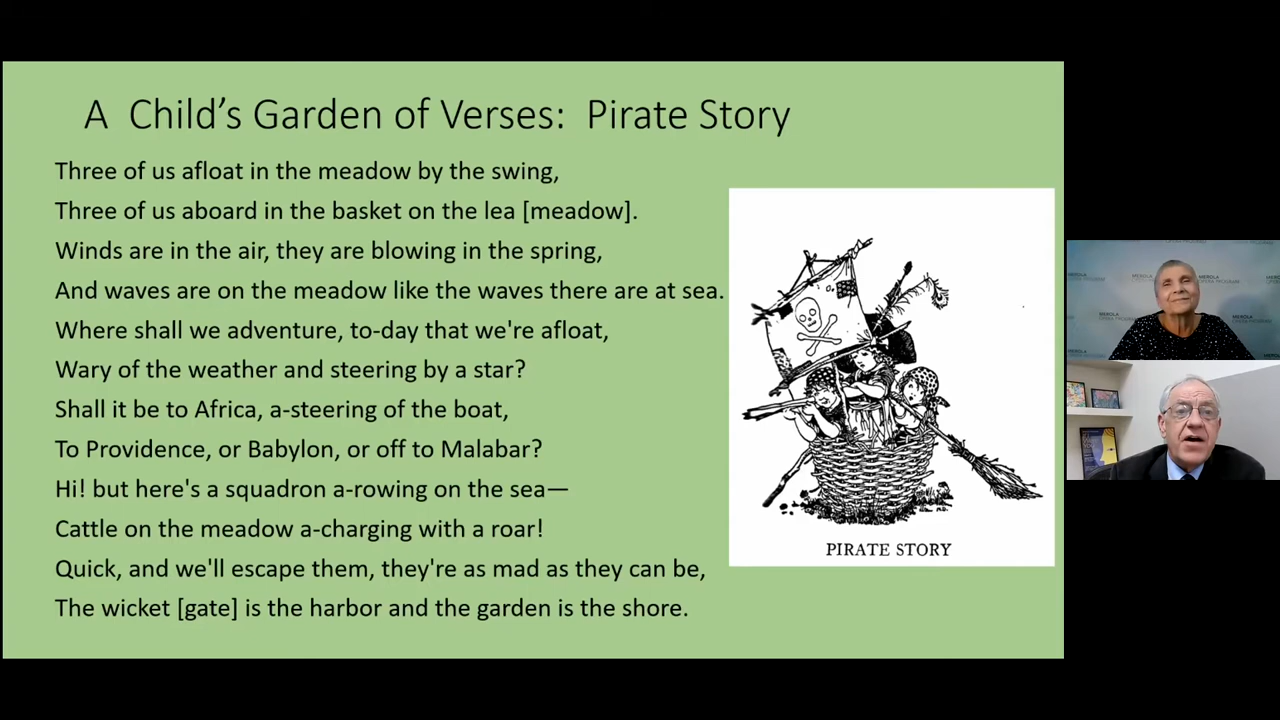 A Child's Garden of Verses: Pirate Story
Three of us afloat in the meadow by the swing,
Three of us aboard in the basket on the lea [meadow].
Winds are in the air, they are blowing in the spring,
And waves are on the meadow like the waves there are at sea.
Where shall we adventure, to-day that we're afloat,
Wary of the weather and steering by a star?
Shall it be to Africa, a-steering of the boat,
To Providence, or Babylon, or off to Malabar?
Hi! but here's a squadron a-rowing on the sea—
Cattle on the meadow a-charging with a roar!
Quick, and we'll escape them, they're as mad as they can be,
The wicket [gate] is the harbor and the garden is the shore.
PIRATE STORY
MEROLA
OPERA PROGRAM